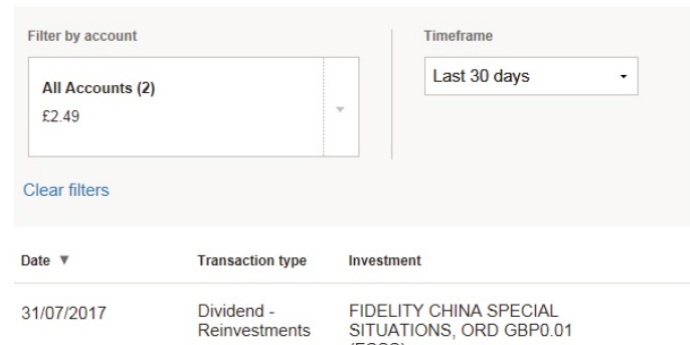 Filter by account
Timeframe
All Accounts (2)
£2.49
Last 30 days
Clear filters
Date ▼
Transaction type
Investment
31/07/2017
Dividend -
Reinvestments
FIDELITY CHINA SPECIAL
SITUATIONS, ORD GBP0.01